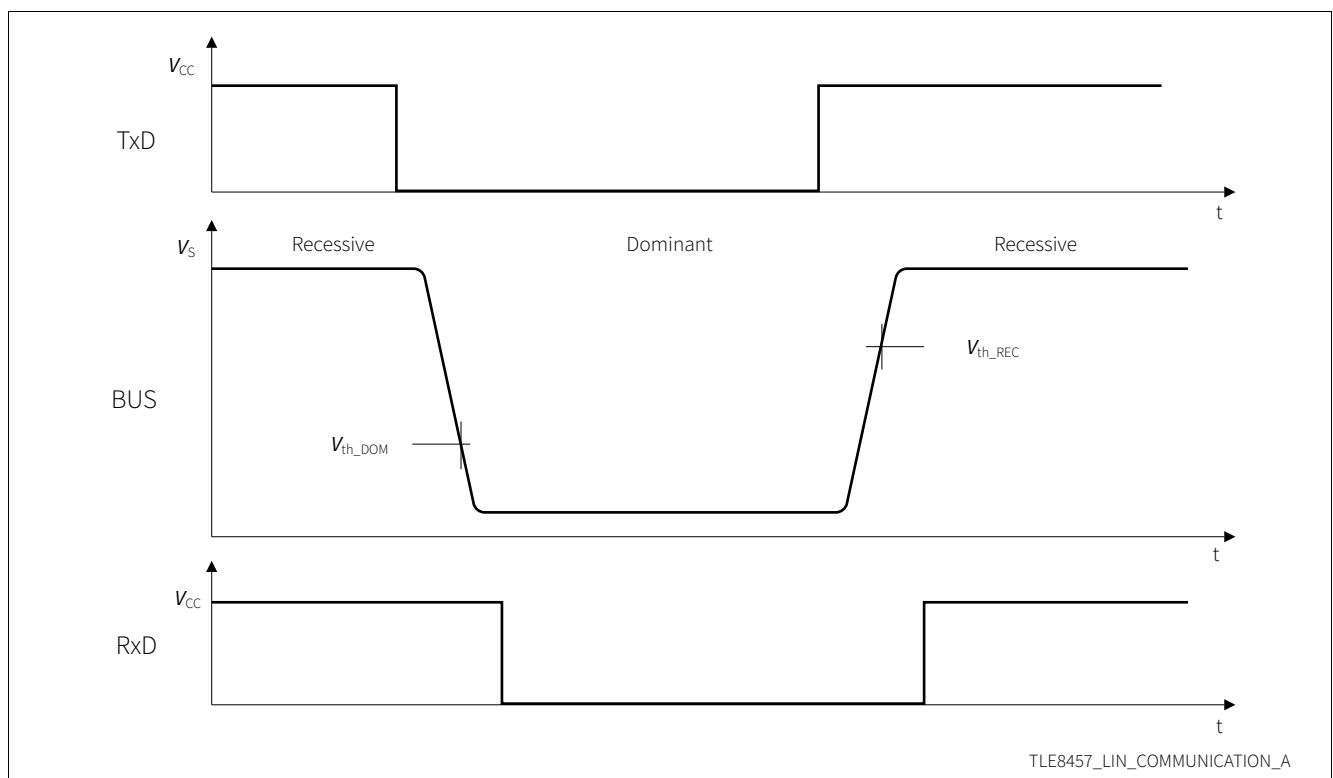 VCC
TxD
t
VS
Recessive
Dominant
Recessive
Vth_REC
BUS
Vth_DOM
t
VCC
RxD
t
TLE8457_LIN_COMMUNICATION_A